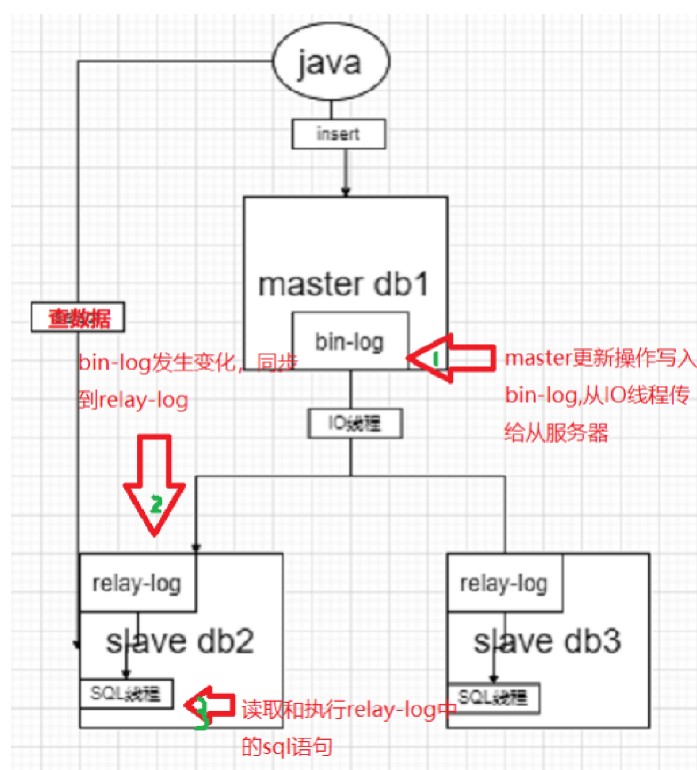 java
insert
master db1
查数据
bin-log
1
bin-log发生变化，同步
到relay-log
master更新操作写入
bin-log,从IO线程传
给从服务器
IO线程
2
relay-log
relay-log
slave db2
slave db3
SQL线程
SQL线程
3
读取和执行relay-log中
的sql语句